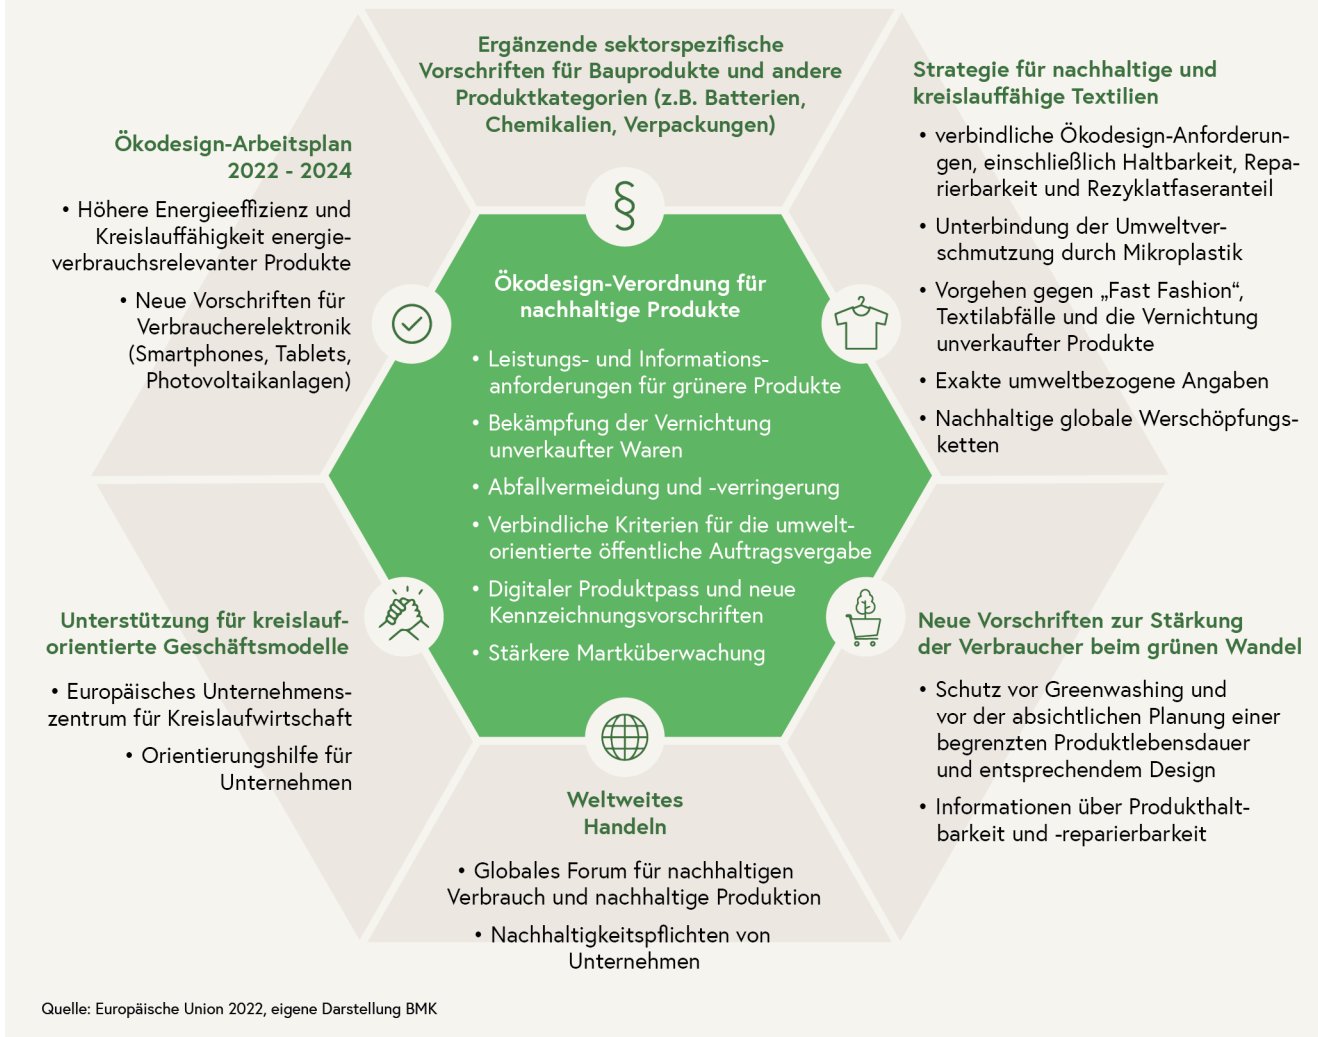 Ergänzende sektorspezifische
Vorschriften für Bauprodukte und andere
Produktkategorien (z.B. Batterien,
Chemikalien, Verpackungen)
§
Strategie für nachhaltige und
kreislauffähige Textilien
• verbindliche Ökodesign-Anforderun-
gen, einschließlich Haltbarkeit, Repa-
rierbarkeit und Rezyklatfaseranteil
• Unterbindung der Umweltver-
schmutzung durch Mikroplastik
• Vorgehen gegen „Fast Fashion“,
Textilabfälle und die Vernichtung
unverkaufter Produkte
• Exakte umweltbezogene Angaben
• Nachhaltige globale Werschöpfungs-
ketten
Ökodesign-Arbeitsplan
2022 - 2024
• Höhere Energieeffizienz und
Kreislauffähigkeit energie-
verbrauchsrelevanter Produkte
• Neue Vorschriften für
Verbraucherelektronik
(Smartphones, Tablets,
Photovoltaikanlagen)
Ökodesign-Verordnung für
nachhaltige Produkte
• Leistungs- und Informations-
anforderungen für grünere Produkte
• Bekämpfung der Vernichtung
unverkaufter Waren
• Abfallvermeidung und -verringerung
• Verbindliche Kriterien für die umwelt-
orientierte öffentliche Auftragsvergabe
• Digitaler Produktpass und neue
Kennzeichnungsvorschriften
• Stärkere Martküberwachung
Unterstützung für kreislauf-
orientierte Geschäftsmodelle
• Europäisches Unternehmens-
zentrum für Kreislaufwirtschaft
• Orientierungshilfe für
Unternehmen
Neue Vorschriften zur Stärkung
der Verbraucher beim grünen Wandel
• Schutz vor Greenwashing und
vor der absichtlichen Planung einer
begrenzten Produktlebensdauer
und entsprechendem Design
• Informationen über Produkthalt-
barkeit und -reparierbarkeit
Weltweites
Handeln
• Globales Forum für nachhaltigen
Verbrauch und nachhaltige Produktion
• Nachhaltigkeitspflichten von
Unternehmen
Quelle: Europäische Union 2022, eigene Darstellung BMK